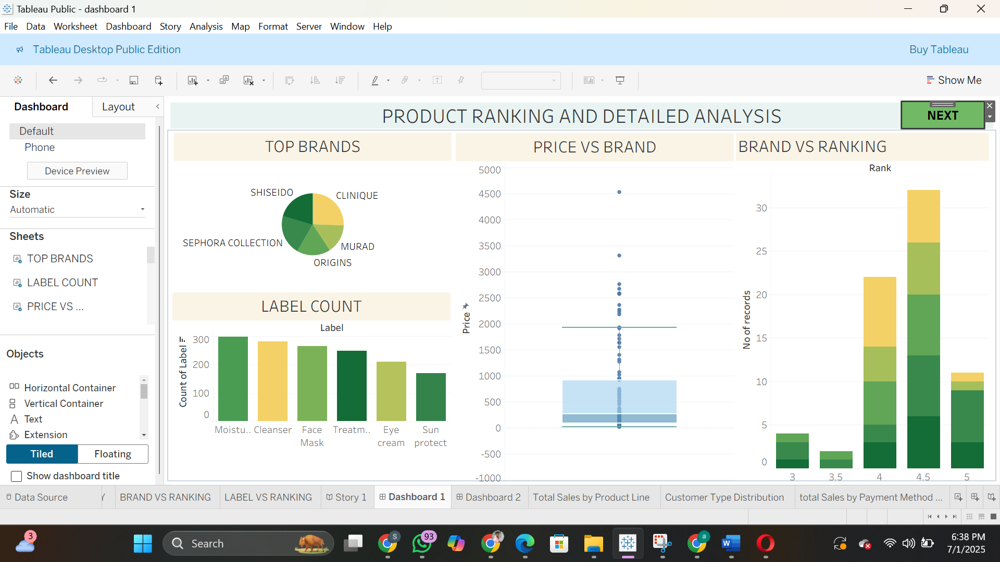 Tableau Public - dashboard 1
File Data Worksheet Dashboard Story Analysis Map Format Server Window Help
Tableau Desktop Public Edition
Buy Tableau
Show Me
Dashboard
Layout
Default
Phone
Device Preview
Size
Automatic
Sheets
TOP BRANDS
LABEL COUNT
PRICE VS ...
Objects
Horizontal Container
Vertical Container
Text
Extension
Tiled
Floating
Show dashboard title
PRODUCT RANKING AND DETAILED ANALYSIS
NEXT
TOP BRANDS
SHISEIDO
CLINIQUE
SEPHORA COLLECTION
MURAD
ORIGINS
LABEL COUNT
Label
Count of Label
300
200
100
0
Moistu.. Cleanser Face Mask Treatm.. Eye cream Sun protect
PRICE VS BRAND
Price
5000
4500
4000
3500
3000
2500
2000
1500
1000
500
0
-500
-1000
BRAND VS RANKING
Rank
No of records
30
25
20
15
10
5
0
3 3.5 4 4.5 5
Data Source
Y
BRAND VS RANKING
LABEL VS RANKING
Story 1
Dashboard 1
Dashboard 2
Total Sales by Product Line
Customer Type Distribution
total Sales by Payment Method ...
3
Search
S
93
a
W
6:38 PM
7/1/2025